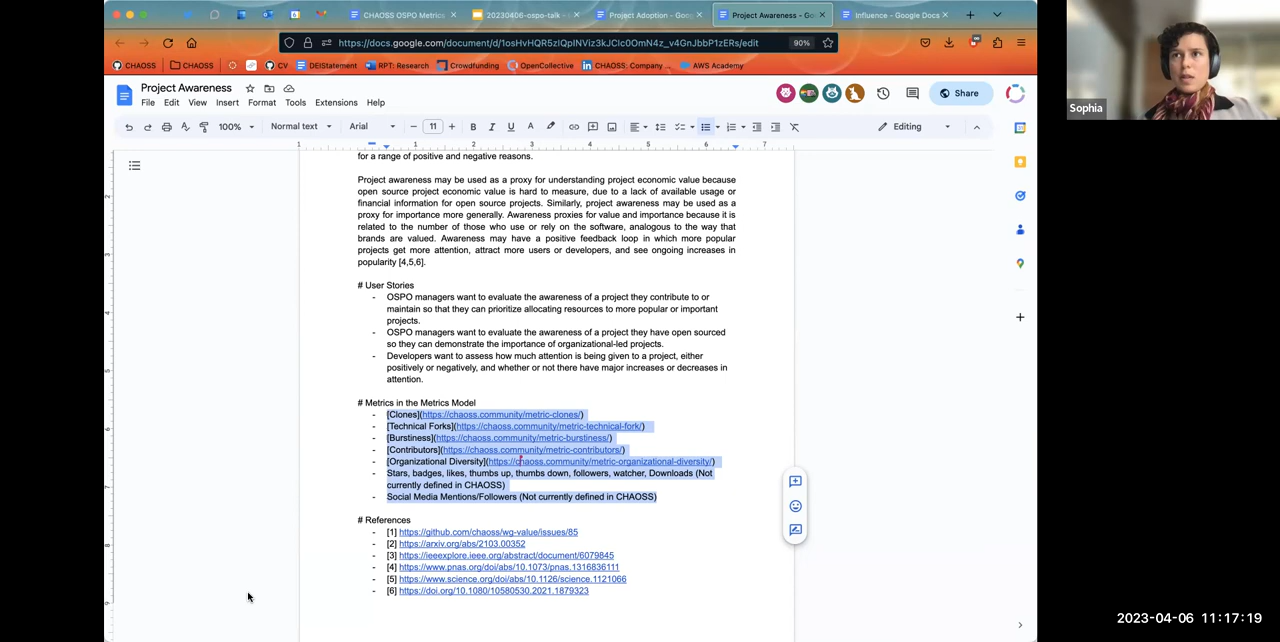 CHAOSS OSPO Metrics
20230406-ospo-talk -
Project Adoption - Goo
Project Awareness - Go
Influence - Google Docs
https://docs.google.com/document/d/1osHvHQR5zIQpINViz3kJCIc0OmN4z_v4GnJbbP1zERs/edit
90%
CHAOSS
CHAOSS
CV
DEIStatement
RPT: Research
Crowdfunding
OpenCollective
CHAOSS: Company ...
AWS Academy
Project Awareness
File Edit View Insert Format Tools Extensions Help
Share
100%
Normal text
Arial
11
Editing
for a range of positive and negative reasons.
Project awareness may be used as a proxy for understanding project economic value because
open source project economic value is hard to measure, due to a lack of available usage or
financial information for open source projects. Similarly, project awareness may be used as a
proxy for importance more generally. Awareness proxies for value and importance because it is
related to the number of those who use or rely on the software, analogous to the way that
brands are valued. Awareness may have a positive feedback loop in which more popular
projects get more attention, attract more users or developers, and see ongoing increases in
popularity [4,5,6].
# User Stories
- OSPO managers want to evaluate the awareness of a project they contribute to or
maintain so that they can prioritize allocating resources to more popular or important
projects.
- OSPO managers want to evaluate the awareness of a project they have open sourced
so they can demonstrate the importance of organizational-led projects.
- Developers want to assess how much attention is being given to a project, either
positively or negatively, and whether or not there have major increases or decreases in
attention.
# Metrics in the Metrics Model
- [Clones](https://chaoss.community/metric-clones/)
- [Technical Forks](https://chaoss.community/metric-technical-fork/)
- [Burstiness](https://chaoss.community/metric-burstiness/)
- [Contributors](https://chaoss.community/metric-contributors/)
- [Organizational Diversity](https://chaoss.community/metric-organizational-diversity/)
- Stars, badges, likes, thumbs up, thumbs down, followers, watcher, Downloads (Not
currently defined in CHAOSS)
- Social Media Mentions/Followers (Not currently defined in CHAOSS)
# References
- [1] https://github.com/chaoss/wg-value/issues/85
- [2] https://arxiv.org/abs/2103.00352
- [3] https://ieeexplore.ieee.org/abstract/document/6079845
- [4] https://www.pnas.org/doi/abs/10.1073/pnas.1316836111
- [5] https://www.science.org/doi/abs/10.1126/science.1121066
- [6] https://doi.org/10.1080/10580530.2021.1879323
Sophia
2023-04-06 11:17:19